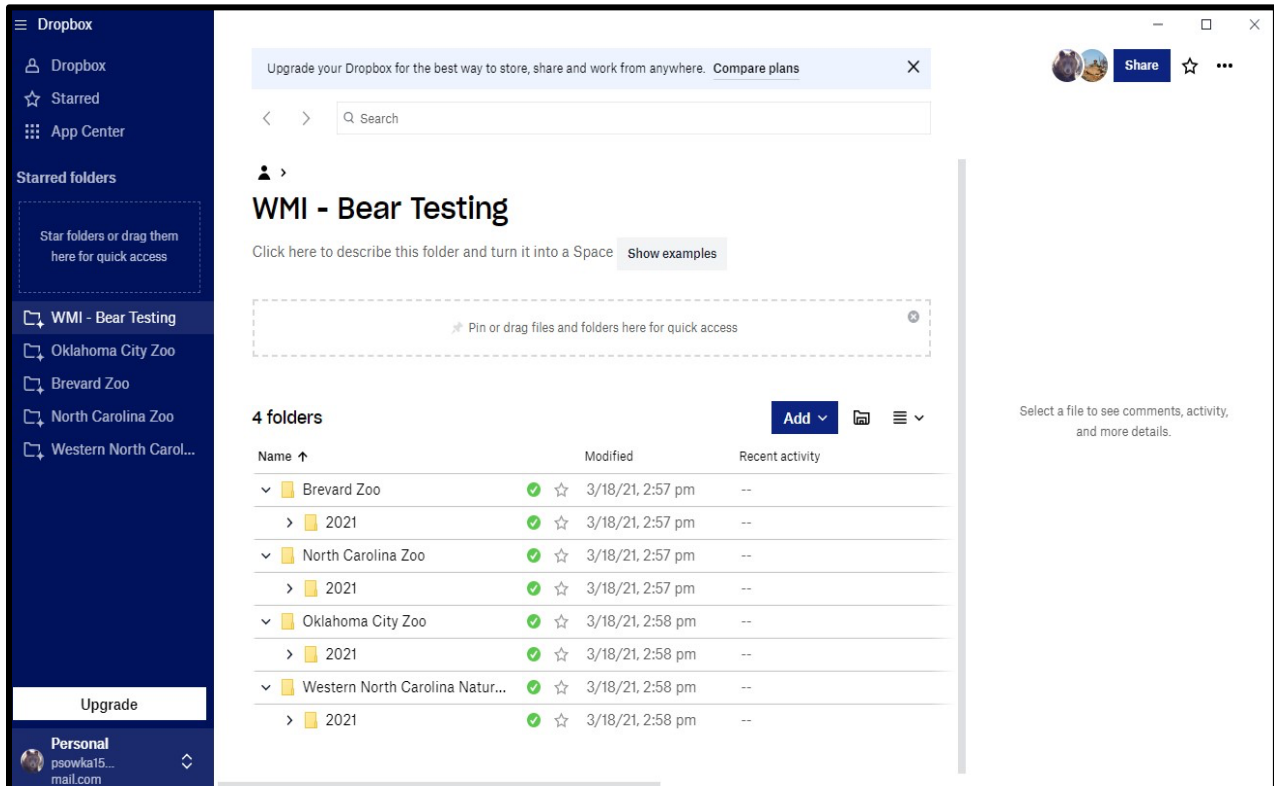 Dropbox
Dropbox
Starred
App Center
Starred folders
Star folders or drag them
here for quick access
WMI - Bear Testing
Oklahoma City Zoo
Brevard Zoo
North Carolina Zoo
Western North Carol...
Upgrade
Personal
psowka15...
mail.com
Upgrade your Dropbox for the best way to store, share and work from anywhere. Compare plans
Search
WMI - Bear Testing
Click here to describe this folder and turn it into a Space Show examples
Pin or drag files and folders here for quick access
4 folders Add
Name Modified Recent activity
Brevard Zoo 3/18/21, 2:57 pm --
2021 3/18/21, 2:57 pm --
North Carolina Zoo 3/18/21, 2:57 pm --
2021 3/18/21, 2:57 pm --
Oklahoma City Zoo 3/18/21, 2:58 pm --
2021 3/18/21, 2:58 pm --
Western North Carolina Natur... 3/18/21, 2:58 pm --
2021 3/18/21, 2:58 pm --
Share
Select a file to see comments, activity,
and more details.